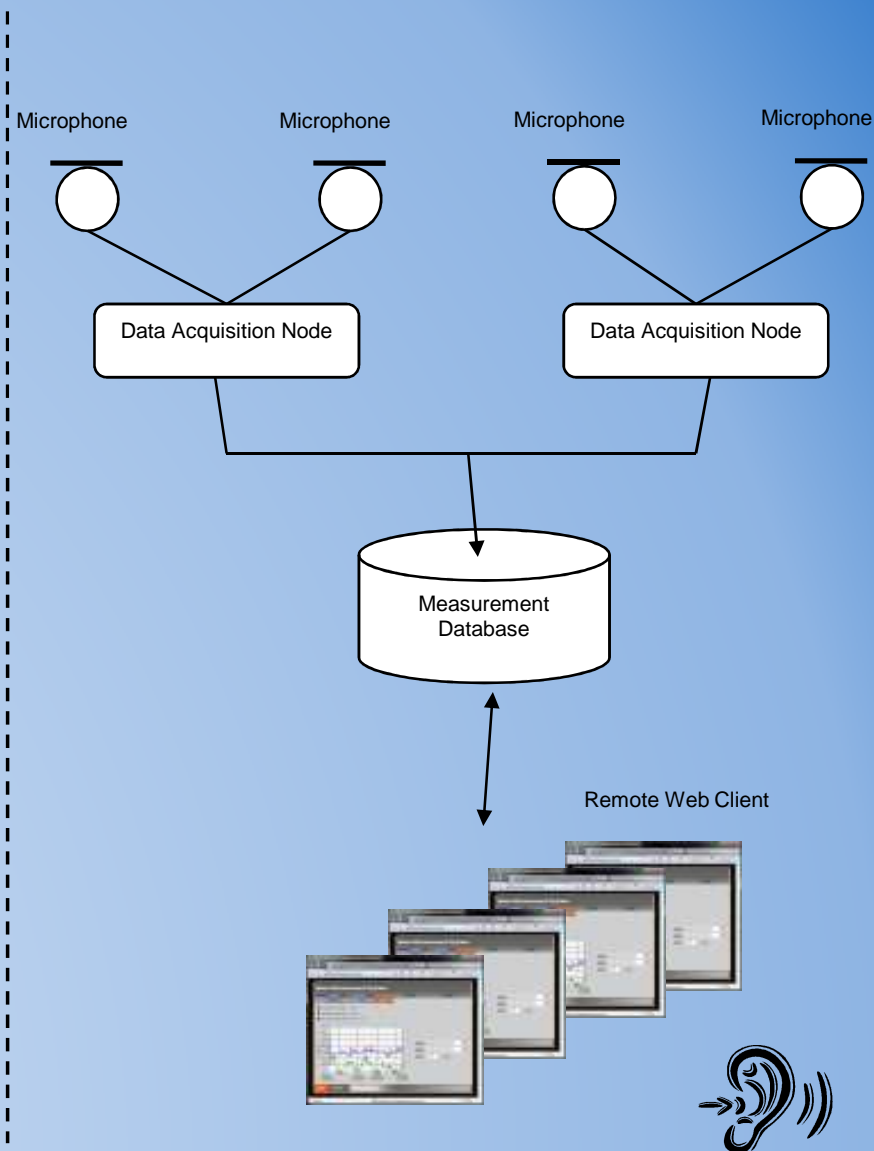 Microphone Microphone Microphone Microphone
Data Acquisition Node Data Acquisition Node
Measurement
Database
Remote Web Client